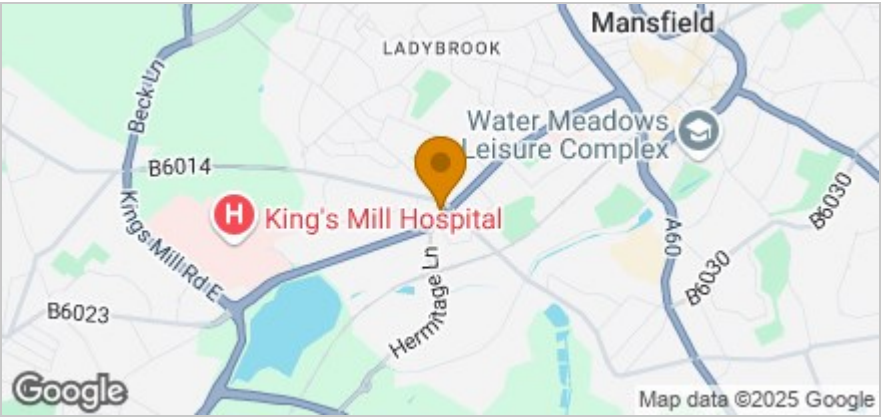 Mansfield
LADYBROOK
Beck Ln
Water Meadows
Leisure Complex
B6014
King's Mill Hospital
H
Kings Mill Rd E
A60
B6030
B6030
Hermitage Ln
B6023
Google
Map data ©2025 Google